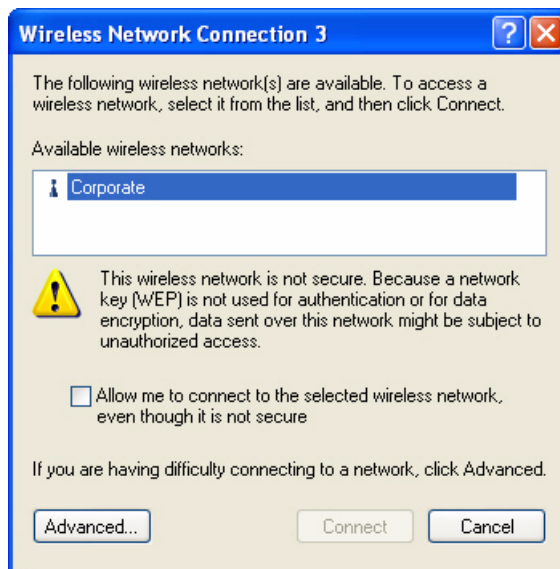 Wireless Network Connection 3
The following wireless network(s) are available. To access a
wireless network, select it from the list, and then click Connect.
Available wireless networks:
Corporate
This wireless network is not secure. Because a network
key (WEP) is not used for authentication or for data
encryption, data sent over this network might be subject to
unauthorized access.
Allow me to connect to the selected wireless network,
even though it is not secure
If you are having difficulty connecting to a network, click Advanced.
Advanced... Connect Cancel